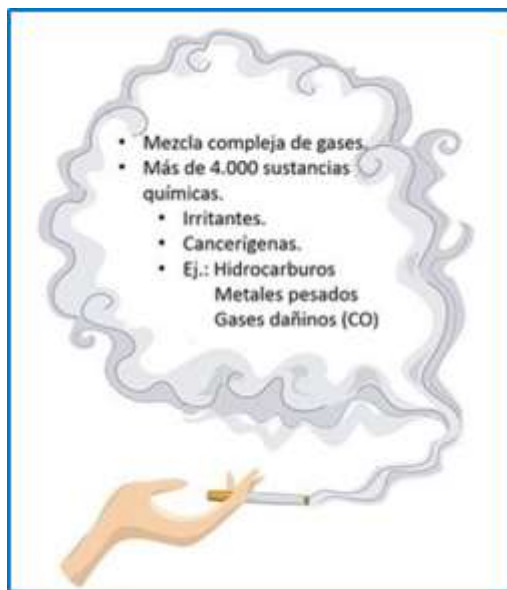 • Mezcla compleja de gases.
• Más de 4.000 sustancias
químicas.
• Irritantes.
• Cancerígenas.
• Ej.: Hidrocarburos
Metales pesados
Gases dañinos (CO)